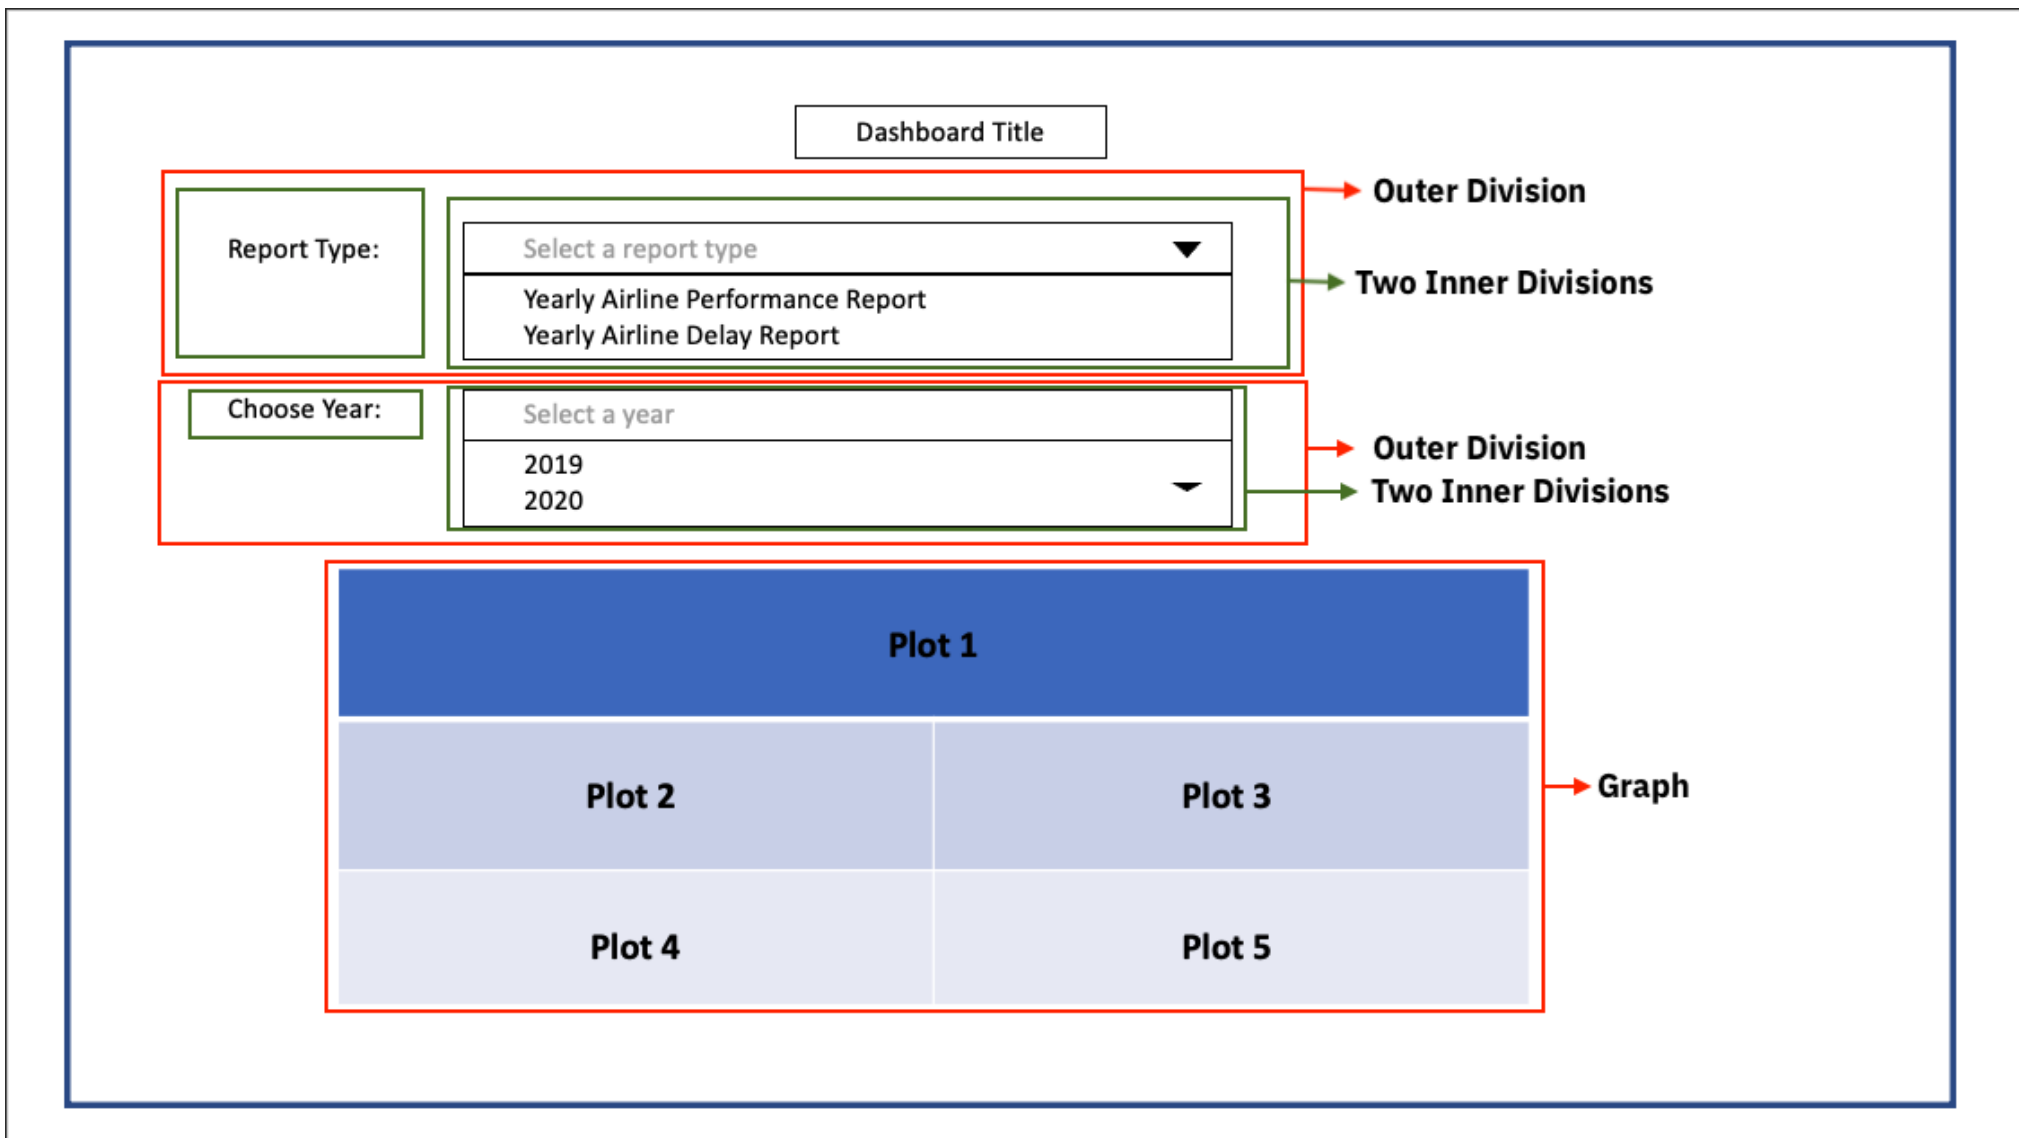 Dashboard Title
Outer Division
Report Type:
Select a report type
Two Inner Divisions
Yearly Airline Performance Report
Yearly Airline Delay Report
Choose Year:
Select a year
Outer Division
2019
Two Inner Divisions
2020
Plot 1
Plot 2
Plot 3
Graph
Plot 4
Plot 5